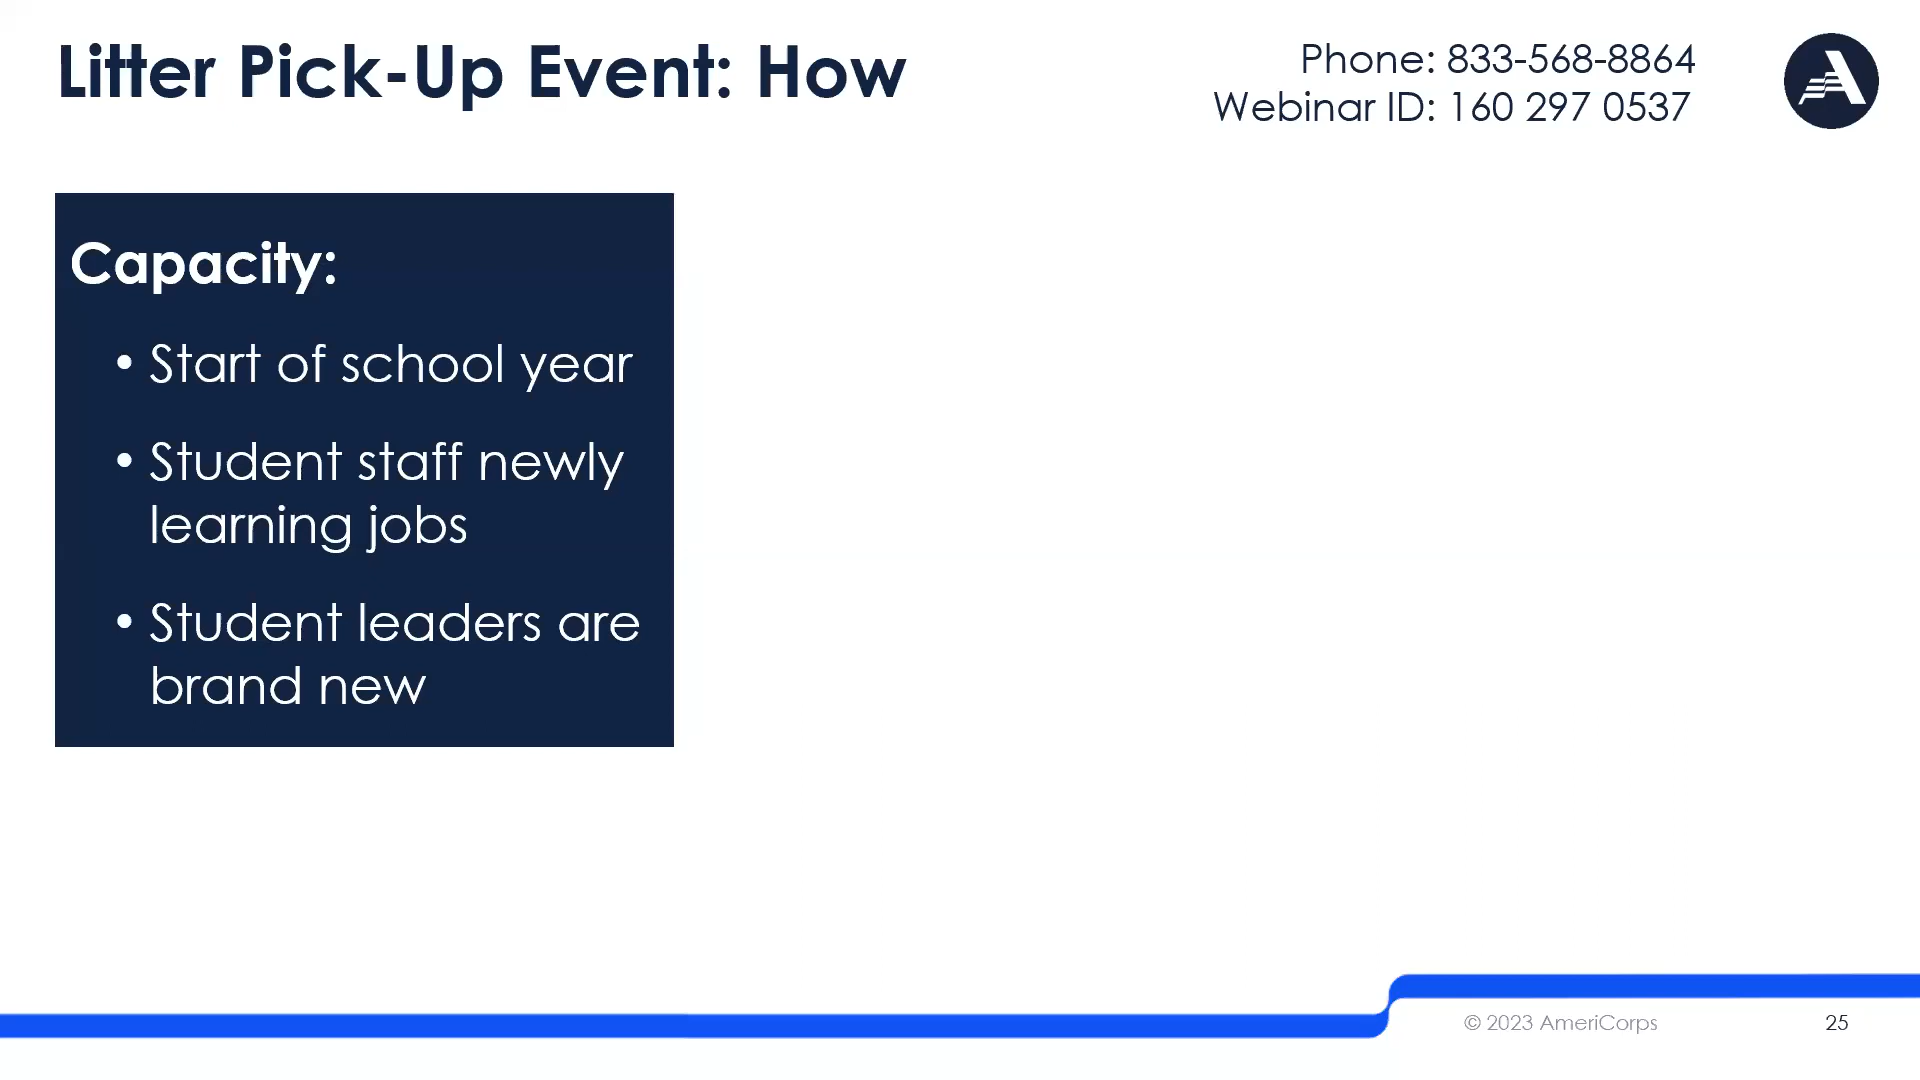 Litter Pick-Up Event: How
Phone: 833-568-8864
Webinar ID: 160 297 0537
Capacity:
• Start of school year
• Student staff newly
learning jobs
• Student leaders are
brand new
© 2023 AmeriCorps
25